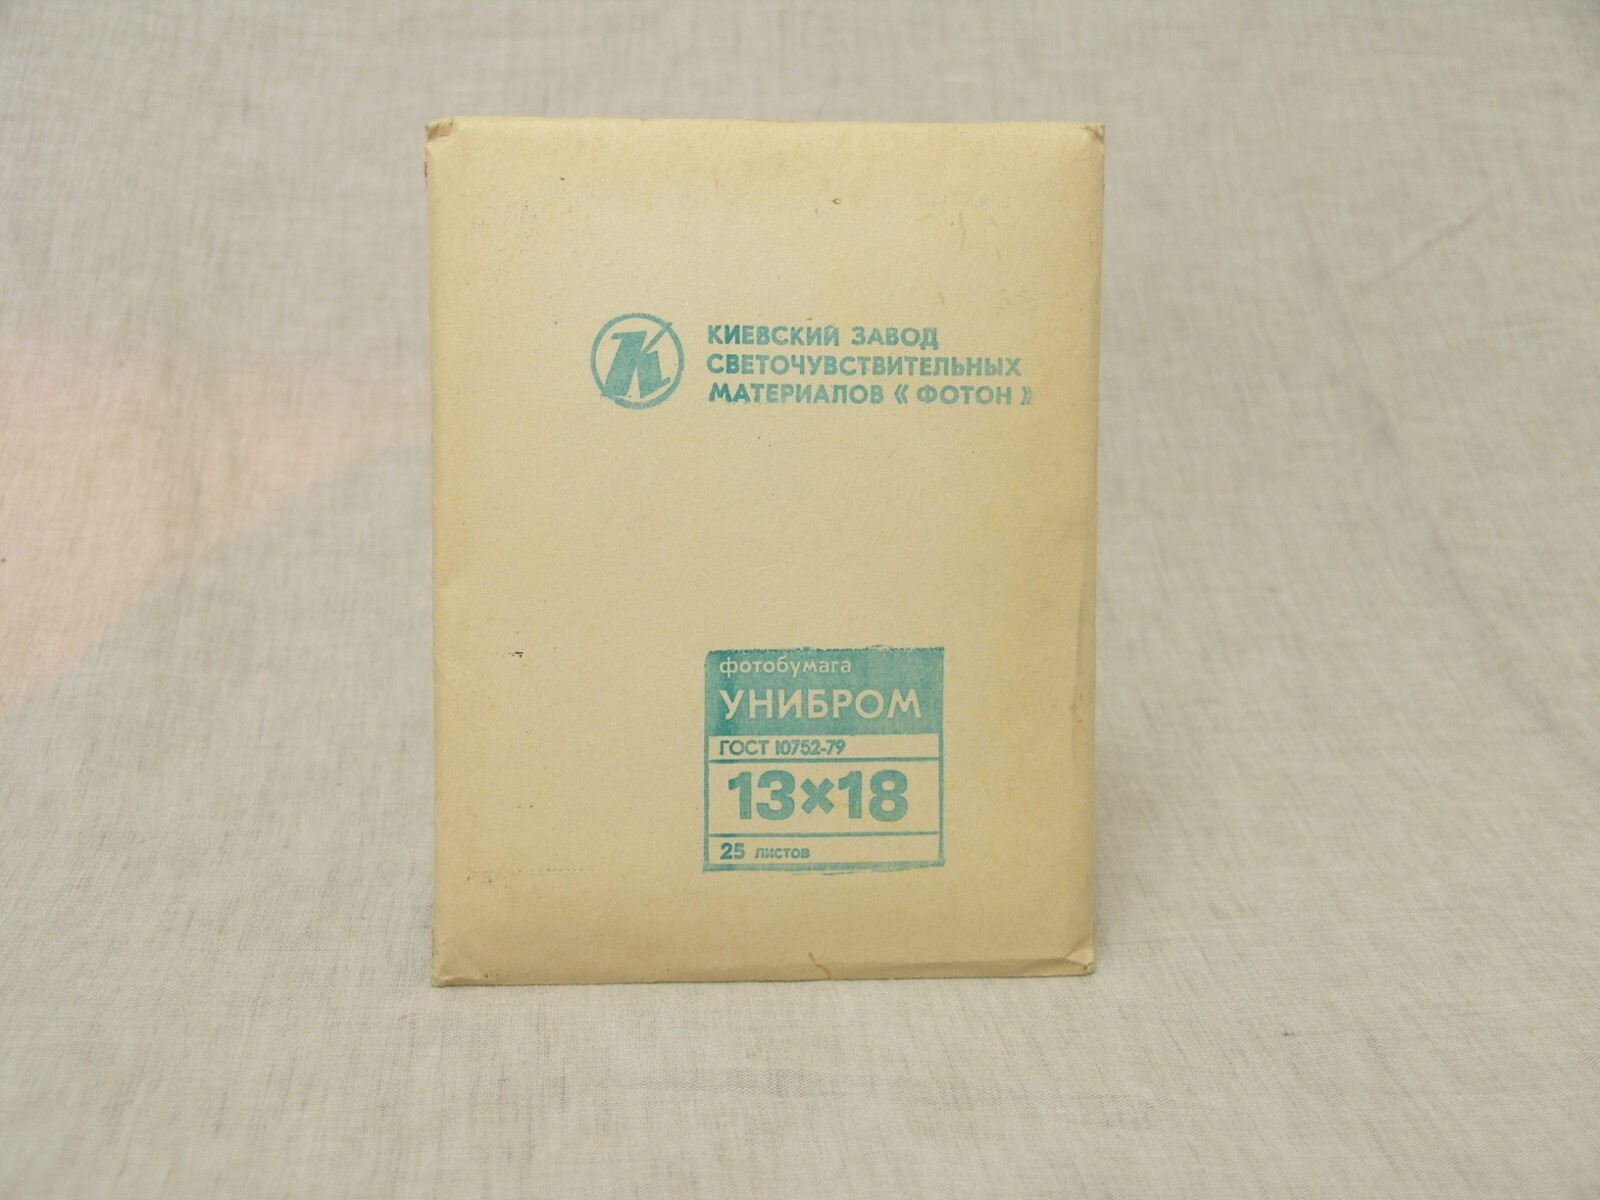 КИЕВСКИЙ ЗАВОД
СВЕТОЧУВСТВИТЕЛЬНЫХ
МАТЕРИАЛОВ « ФОТОН »
фотобумага
УНИБРОМ
ГОСТ 10752-79
13×18
25 листов